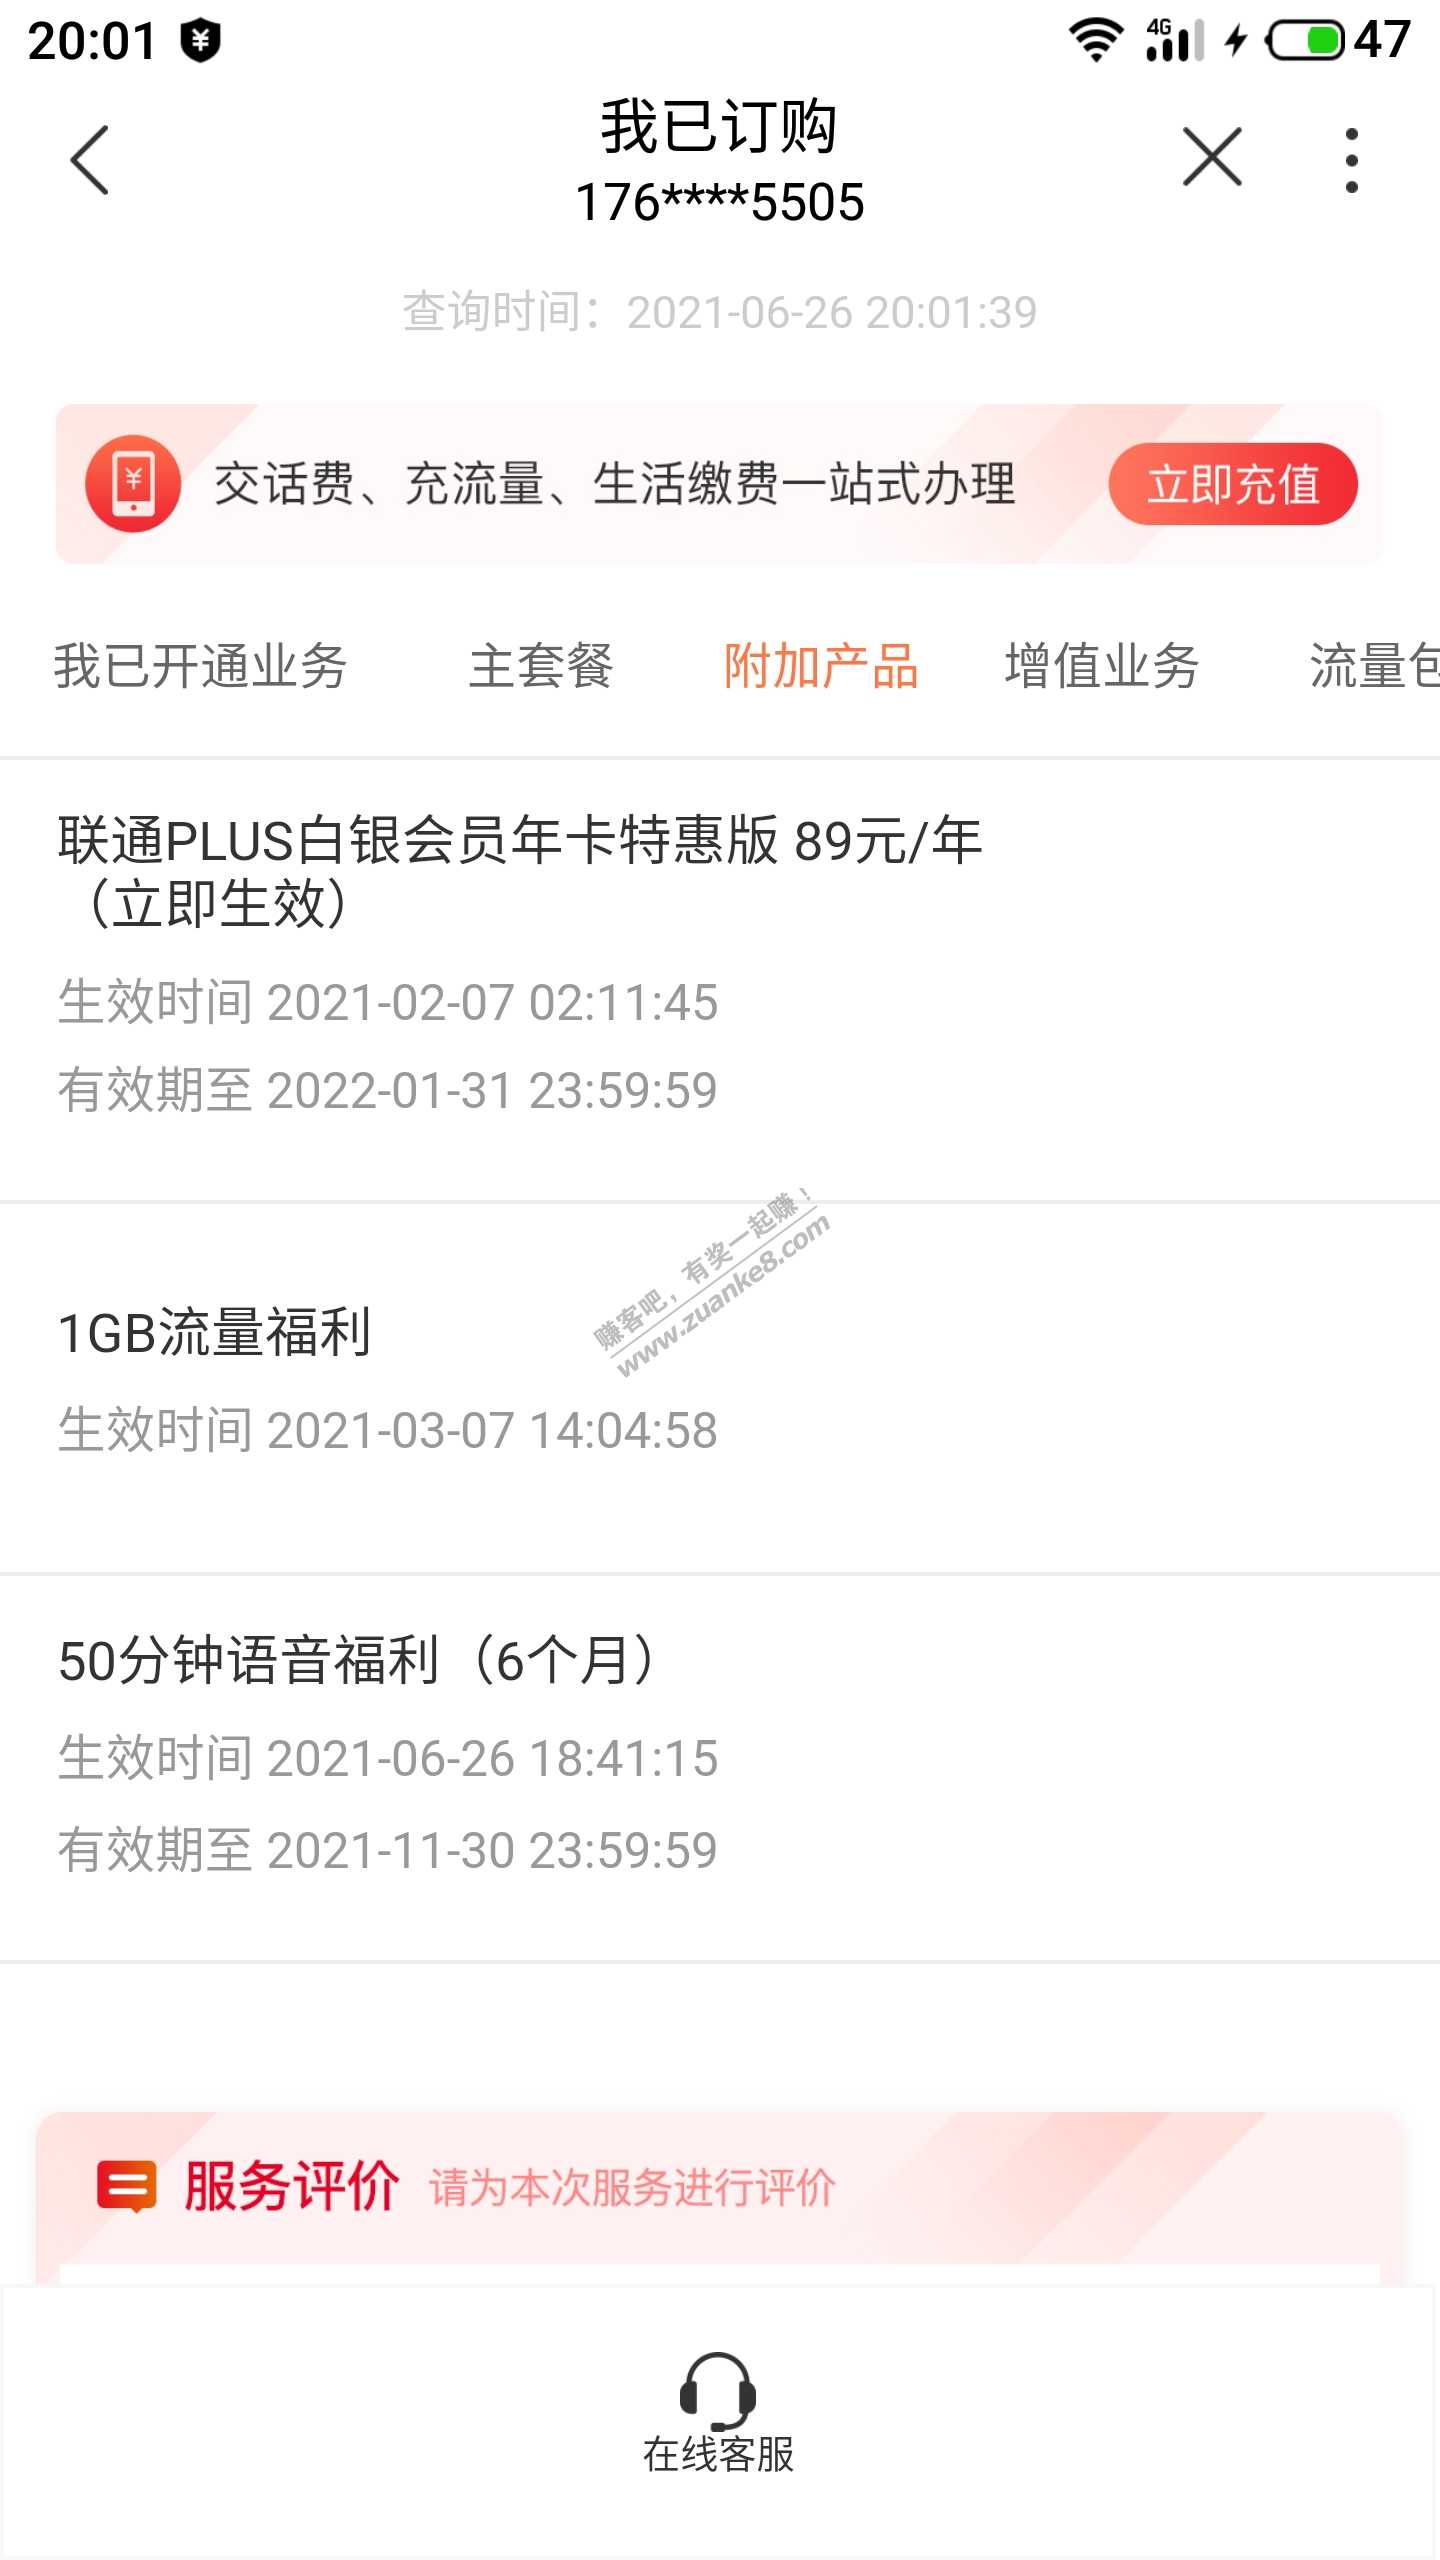 20:01
4G
47
我已订购
176****5505
查询时间：2021-06-26 20:01:39
交话费、充流量、生活缴费一站式办理
立即充值
我已开通业务 主套餐 附加产品 增值业务 流量包
联通PLUS白银会员年卡特惠版 89元/年
（立即生效）
生效时间 2021-02-07 02:11:45
有效期至 2022-01-31 23:59:59
赚客吧，有奖一起赚！
www.zuanke8.com
1GB流量福利
生效时间 2021-03-07 14:04:58
50分钟语音福利（6个月）
生效时间 2021-06-26 18:41:15
有效期至 2021-11-30 23:59:59
服务评价 请为本次服务进行评价
在线客服